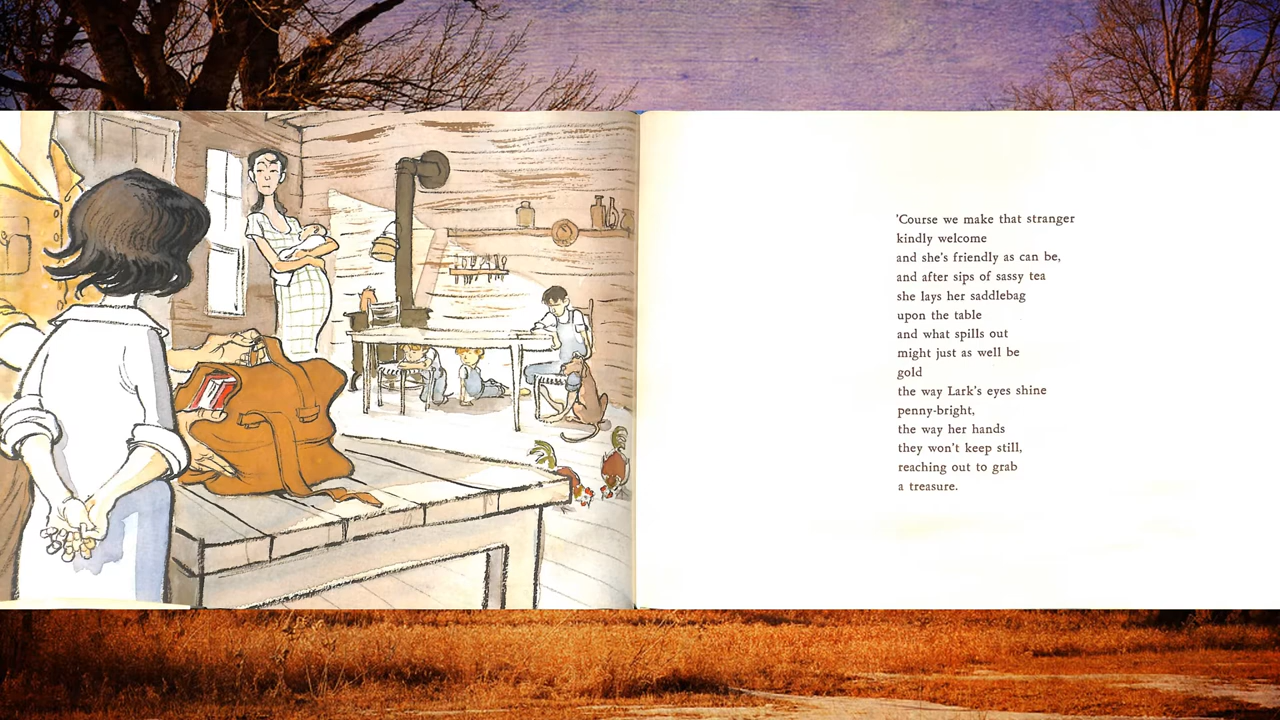 'Course we make that stranger
kindly welcome
and she's friendly as can be,
and after sips of sassy tea
she lays her saddlebag
upon the table
and what spills out
might just as well be
gold
the way Lark's eyes shine
penny-bright,
the way her hands
they won't keep still,
reaching out to grab
a treasure.